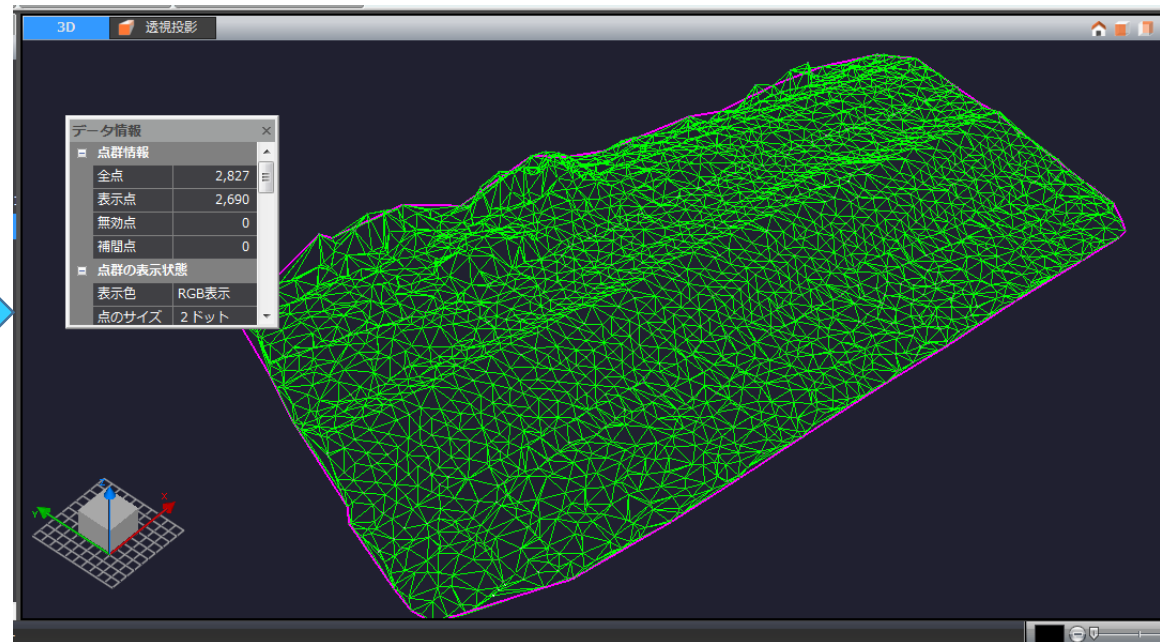 3D
透視投影
データ情報
点群情報
全点 2,827
表示点 2,690
無効点 0
補間点 0
点群の表示状態
表示色 RGB表示
点のサイズ 2 ドット
Z
X
Y